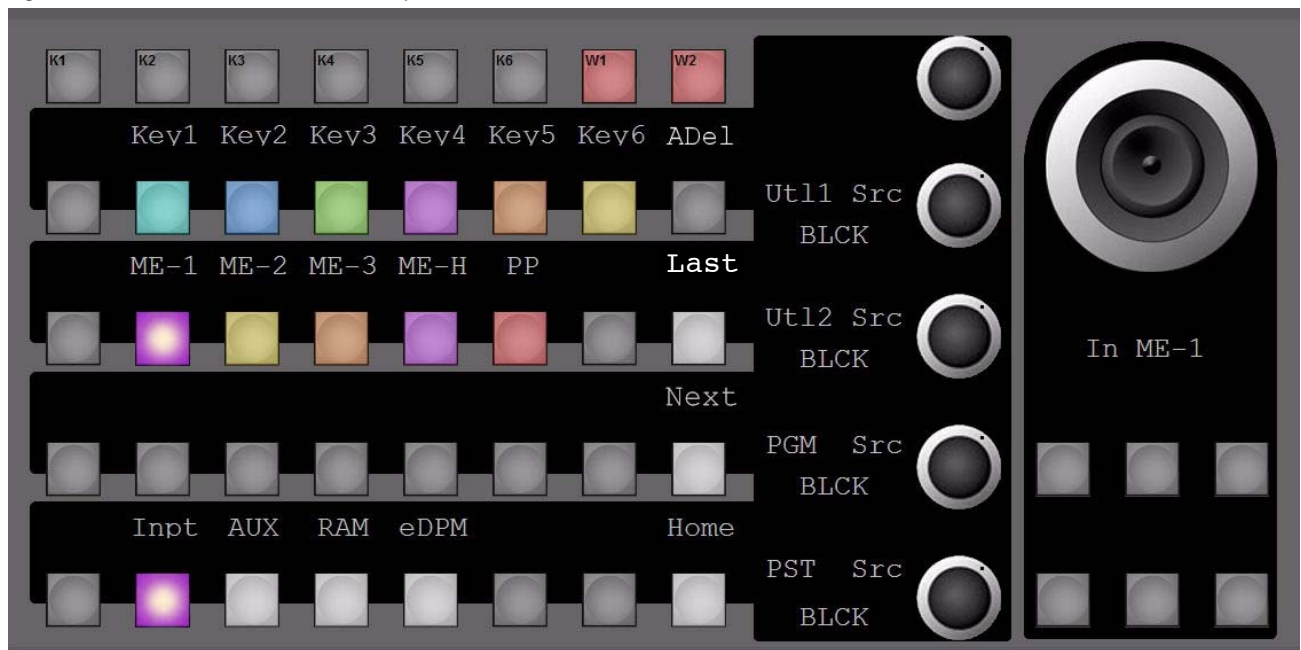 K1 K2 K3 K4 K5 K6 W1 W2
Key1 Key2 Key3 Key4 Key5 Key6 ADel
Utl1 Src
BLCK
ME-1 ME-2 ME-3 ME-H PP Last
Utl2 Src
BLCK
In ME-1
Next
PGM Src
BLCK
Inpt AUX RAM eDPM Home
PST Src
BLCK